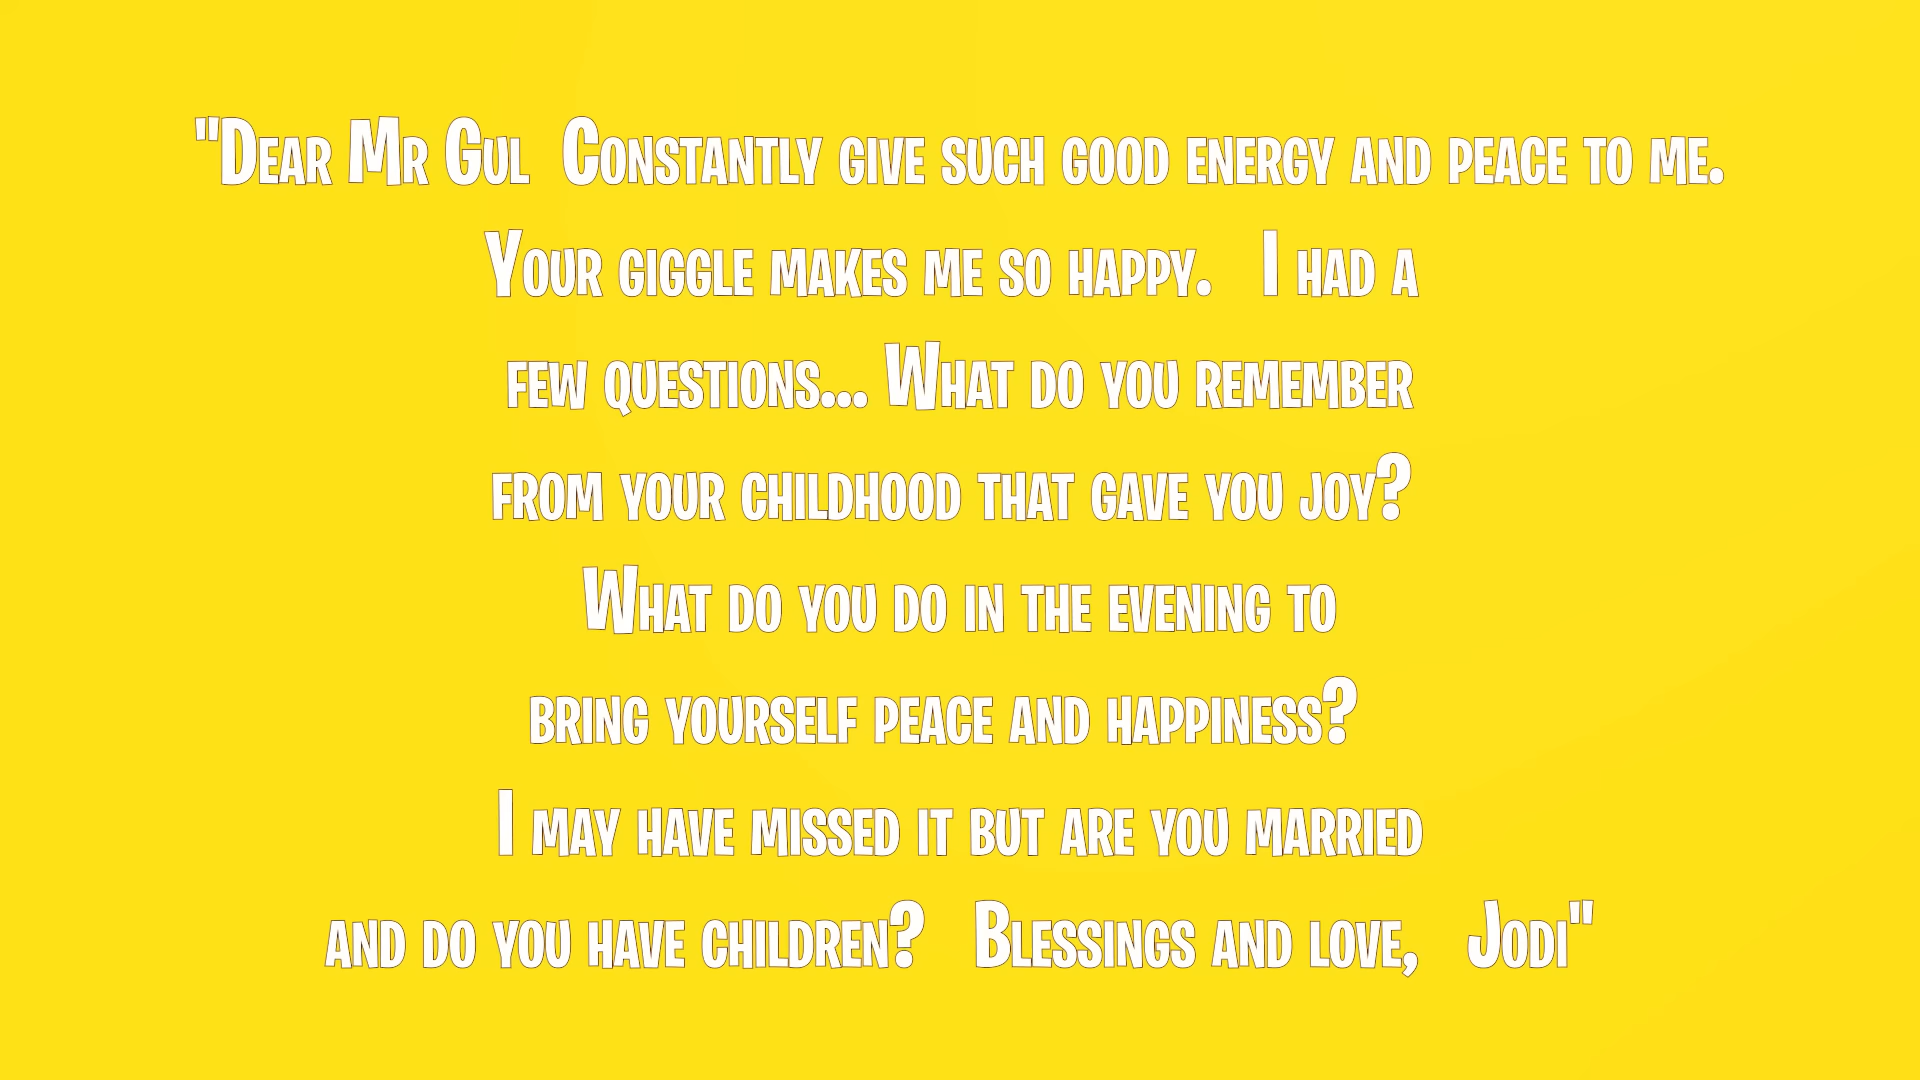 "Dear Mr Gul  Constantly give such good energy and peace to me.
Your giggle makes me so happy.   I had a
few questions... What do you remember
from your childhood that gave you joy?
What do you do in the evening to
bring yourself peace and happiness?
I may have missed it but are you married
and do you have children?   Blessings and love,   Jodi"